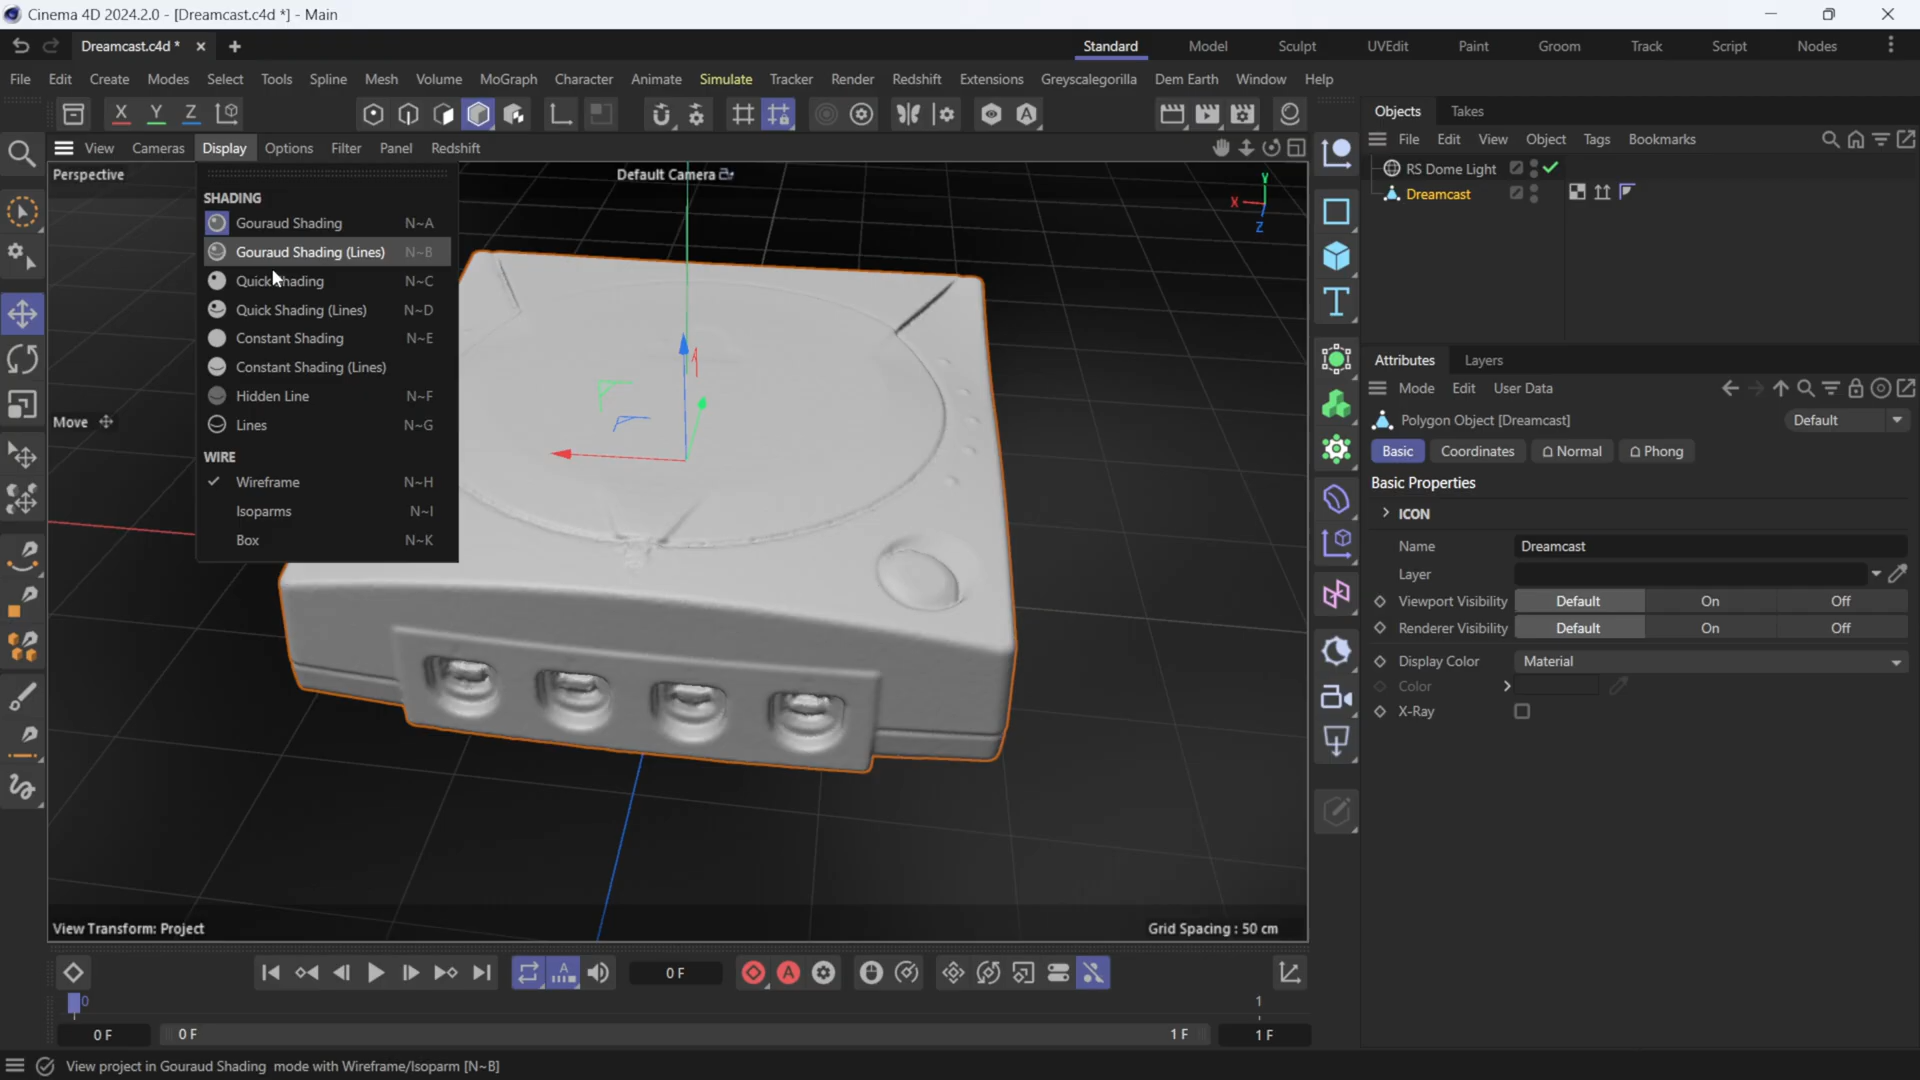 Cinema 4D 2024.2.0 - [Dreamcast.c4d *] - Main
Dreamcast.c4d *
Standard Model Sculpt UVEdit Paint Groom Track Script Nodes
File Edit Create Modes Select Tools Spline Mesh Volume MoGraph Character Animate Simulate Tracker Render Redshift Extensions Greyscalegorilla Dem Earth Window Help
X Y Z
View Cameras Display Options Filter Panel Redshift
Perspective
Default Camera
Y
X
Z
SHADING
Gouraud Shading N~A
Gouraud Shading (Lines) N~B
Quick Shading N~C
Quick Shading (Lines) N~D
Constant Shading N~E
Constant Shading (Lines)
Hidden Line N~F
Lines N~G
WIRE
Wireframe N~H
Isoparms N~I
Box N~K
Move
View Transform: Project
Grid Spacing : 50 cm
Objects Takes
File Edit View Object Tags Bookmarks
RS Dome Light
Dreamcast
Attributes Layers
Mode Edit User Data
Polygon Object [Dreamcast]
Default
Basic Coordinates Normal Phong
Basic Properties
ICON
Name Dreamcast
Layer
Viewport Visibility Default On Off
Renderer Visibility Default On Off
Display Color Material
Color
X-Ray
0 F
0
1
0 F
0 F
1 F
1 F
View project in Gouraud Shading mode with Wireframe/Isoparm [N~B]